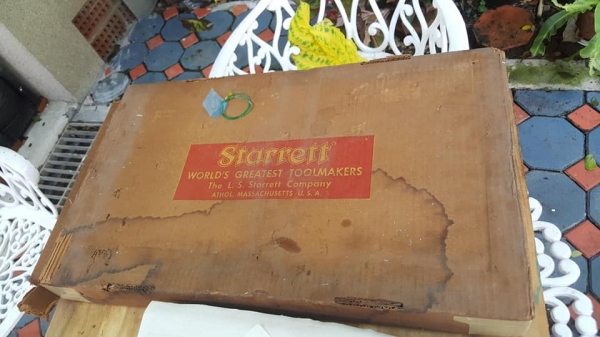 Starrett
WORLD'S GREATEST TOOLMAKERS
The L. S. Starrett Company
ATHOL, MASSACHUSETTS U. S. A.